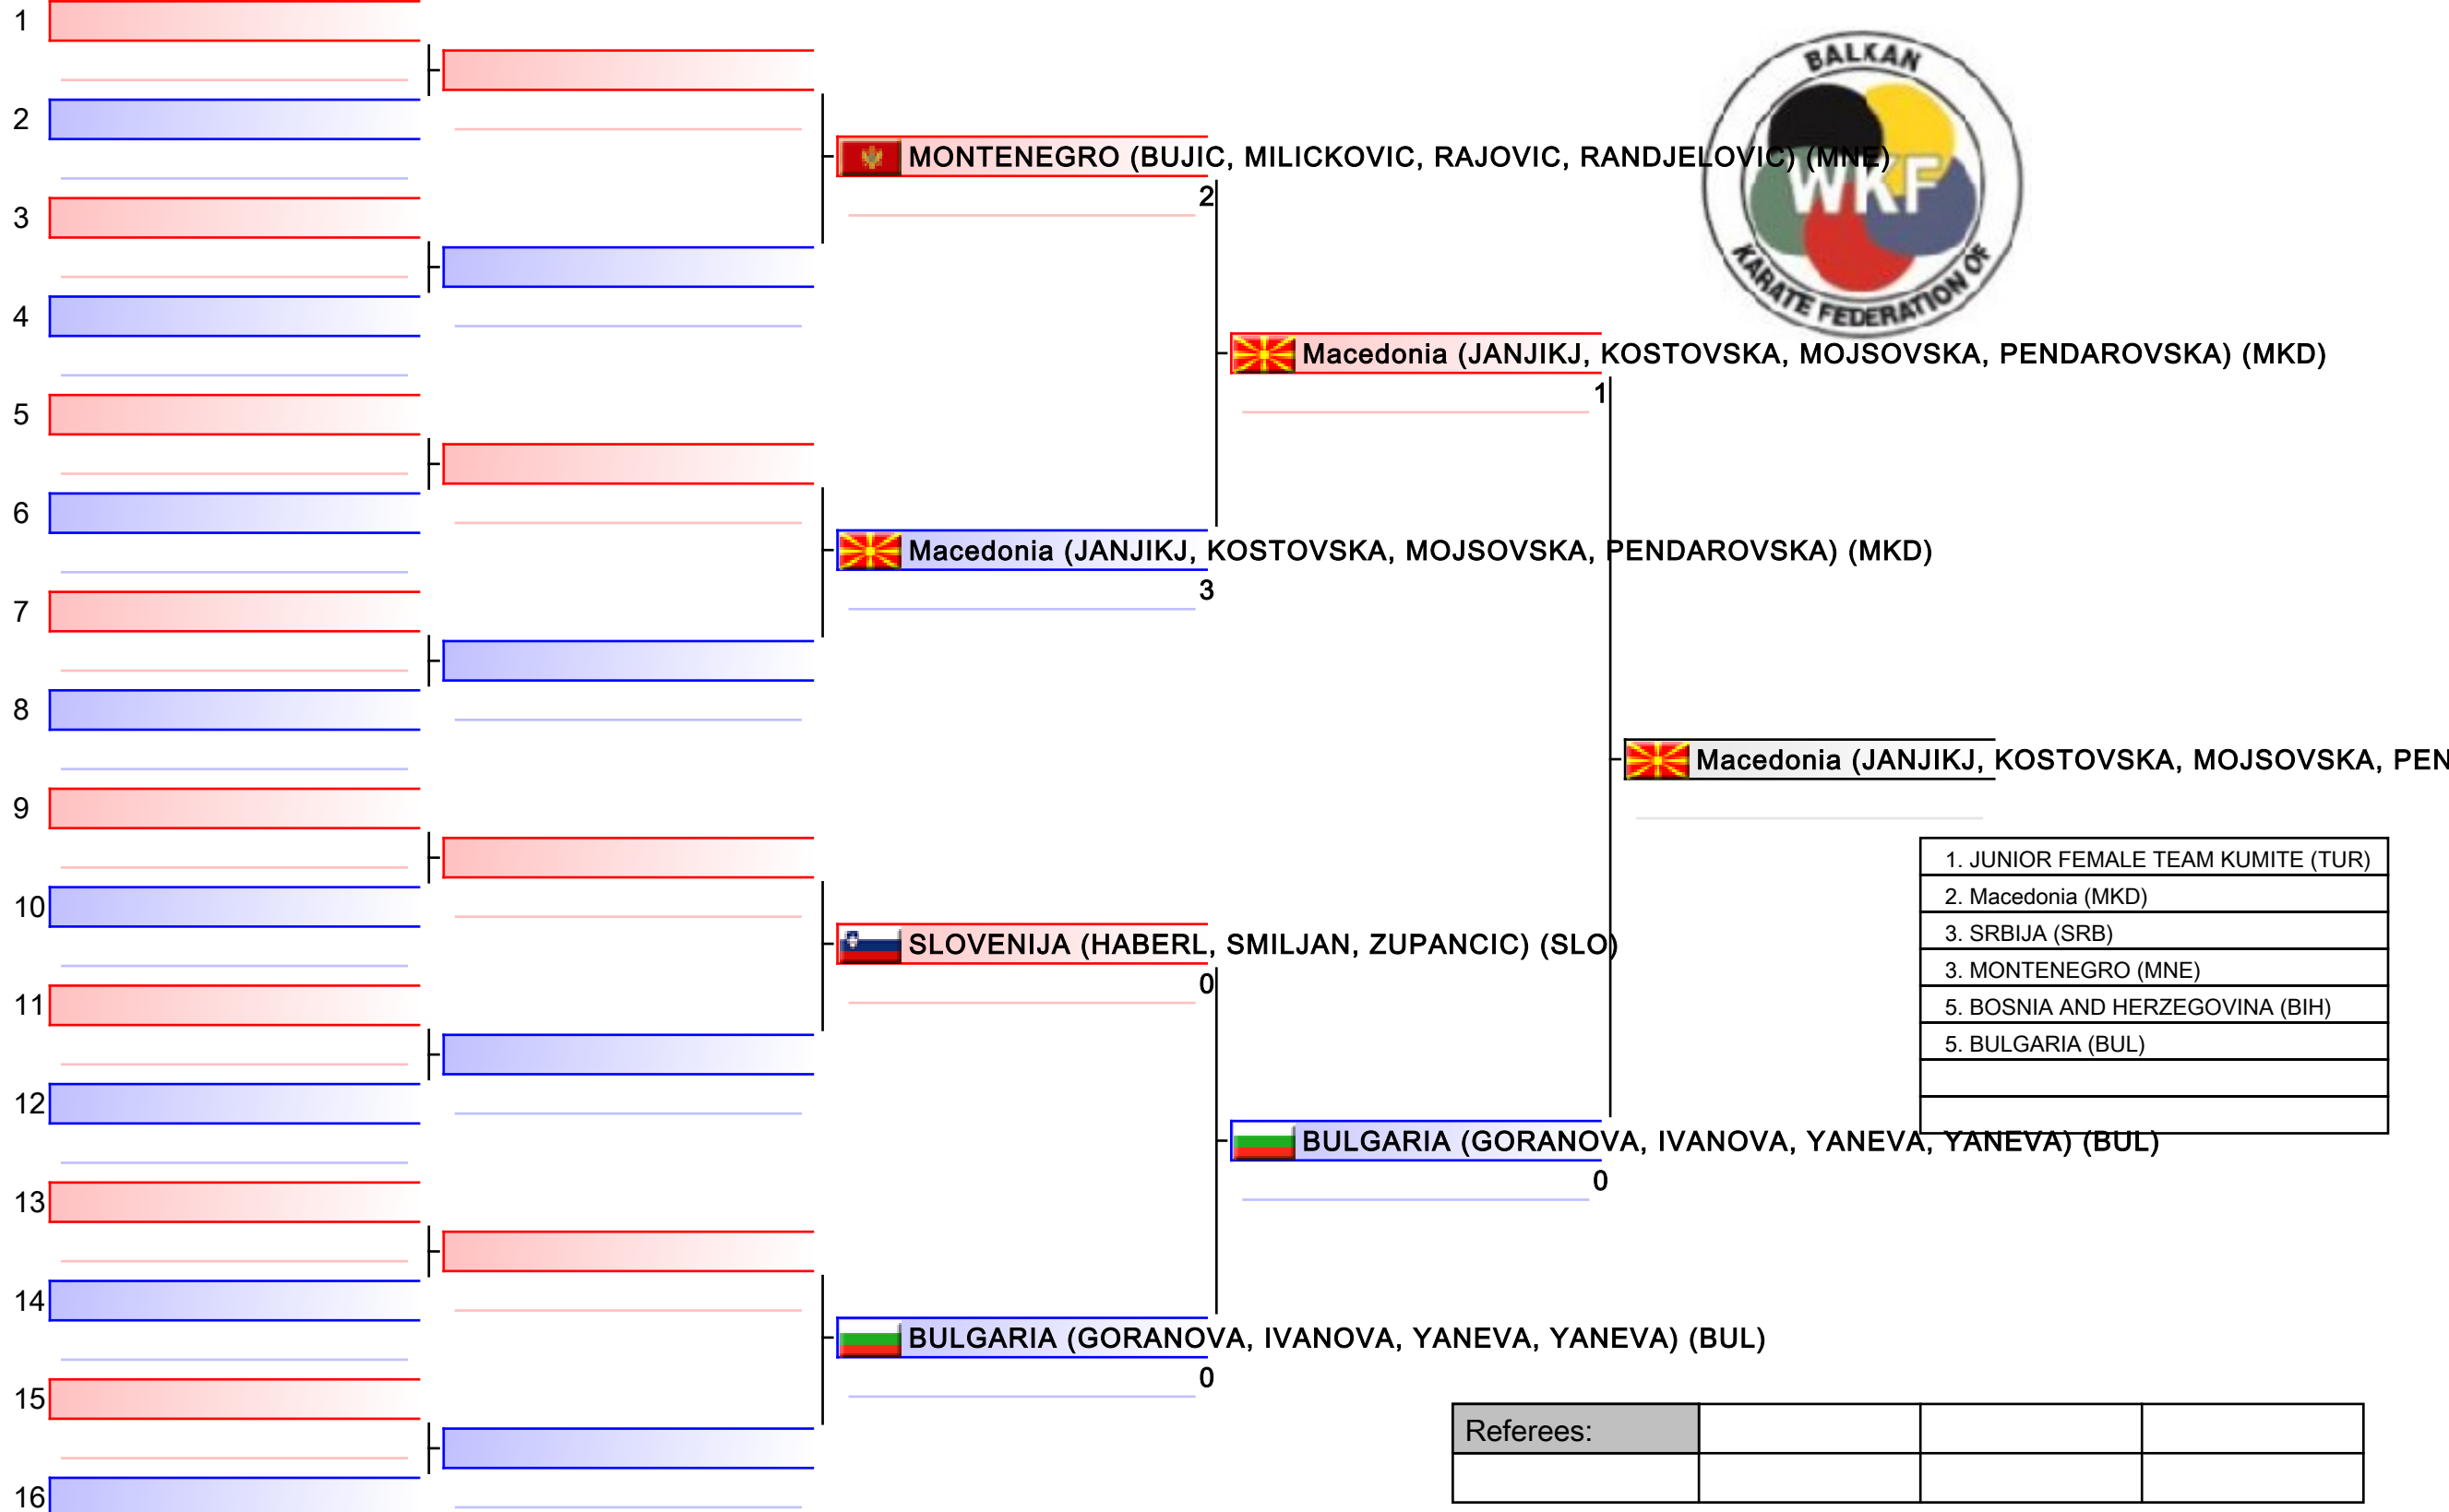 1
2
3
4
5
6
7
8
9
10
11
12
13
14
15
16
MONTENEGRO (BUJIC, MILICKOVIC, RAJOVIC, RANDJELOVIC) (MNE)
2
Macedonia (JANJIKJ, KOSTOVSKA, MOJSOVSKA, PENDAROVSKA) (MKD)
3
SLOVENIJA (HABERL, SMILJAN, ZUPANCIC) (SLO)
0
BULGARIA (GORANOVA, IVANOVA, YANEVA, YANEVA) (BUL)
0
Macedonia (JANJIKJ, KOSTOVSKA, MOJSOVSKA, PENDAROVSKA) (MKD)
1
BULGARIA (GORANOVA, IVANOVA, YANEVA, YANEVA) (BUL)
0
Macedonia (JANJIKJ, KOSTOVSKA, MOJSOVSKA, PEN
BALKAN
WKF
KARATE FEDERATION OF
1. JUNIOR FEMALE TEAM KUMITE (TUR)
2. Macedonia (MKD)
3. SRBIJA (SRB)
3. MONTENEGRO (MNE)
5. BOSNIA AND HERZEGOVINA (BIH)
5. BULGARIA (BUL)
Referees: